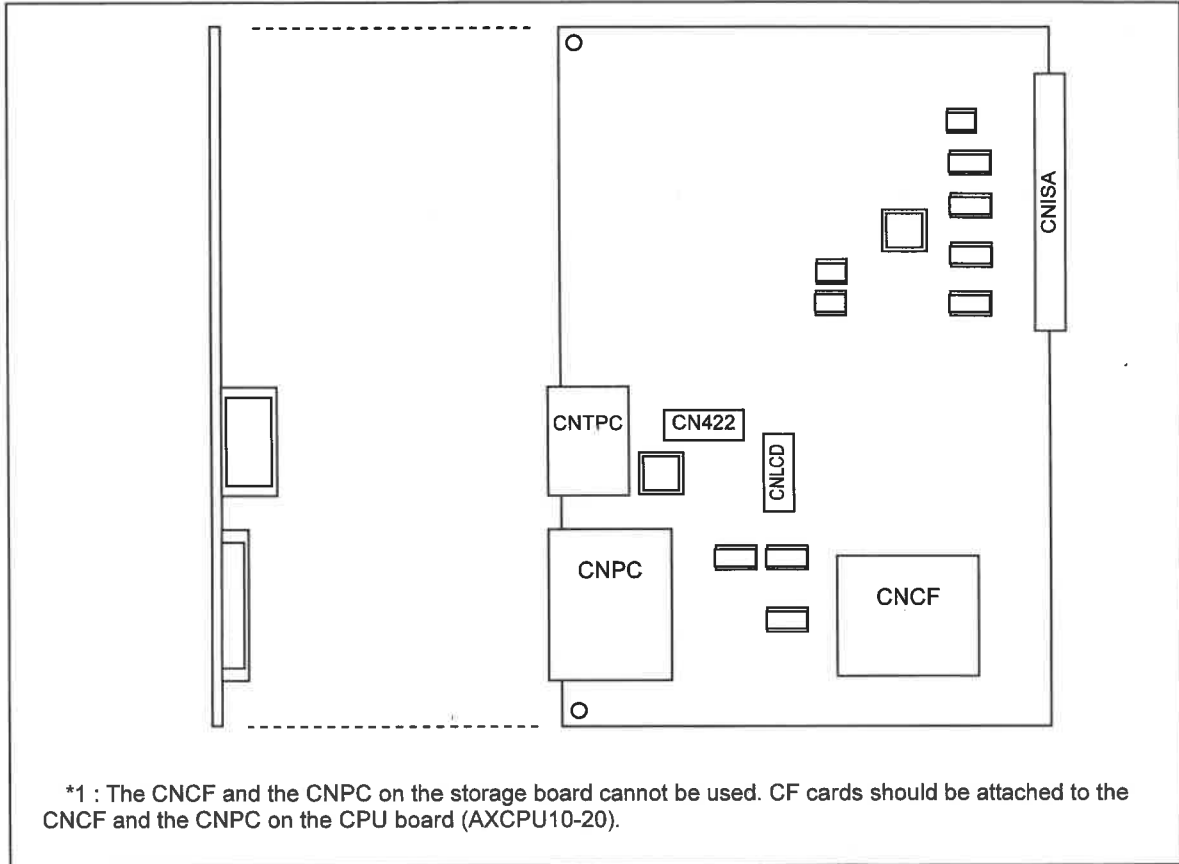 CNISA
CNTPC
CN422
CNLCD
CNPC
CNCF
*1 : The CNCF and the CNPC on the storage board cannot be used. CF cards should be attached to the
CNCF and the CNPC on the CPU board (AXCPU10-20).